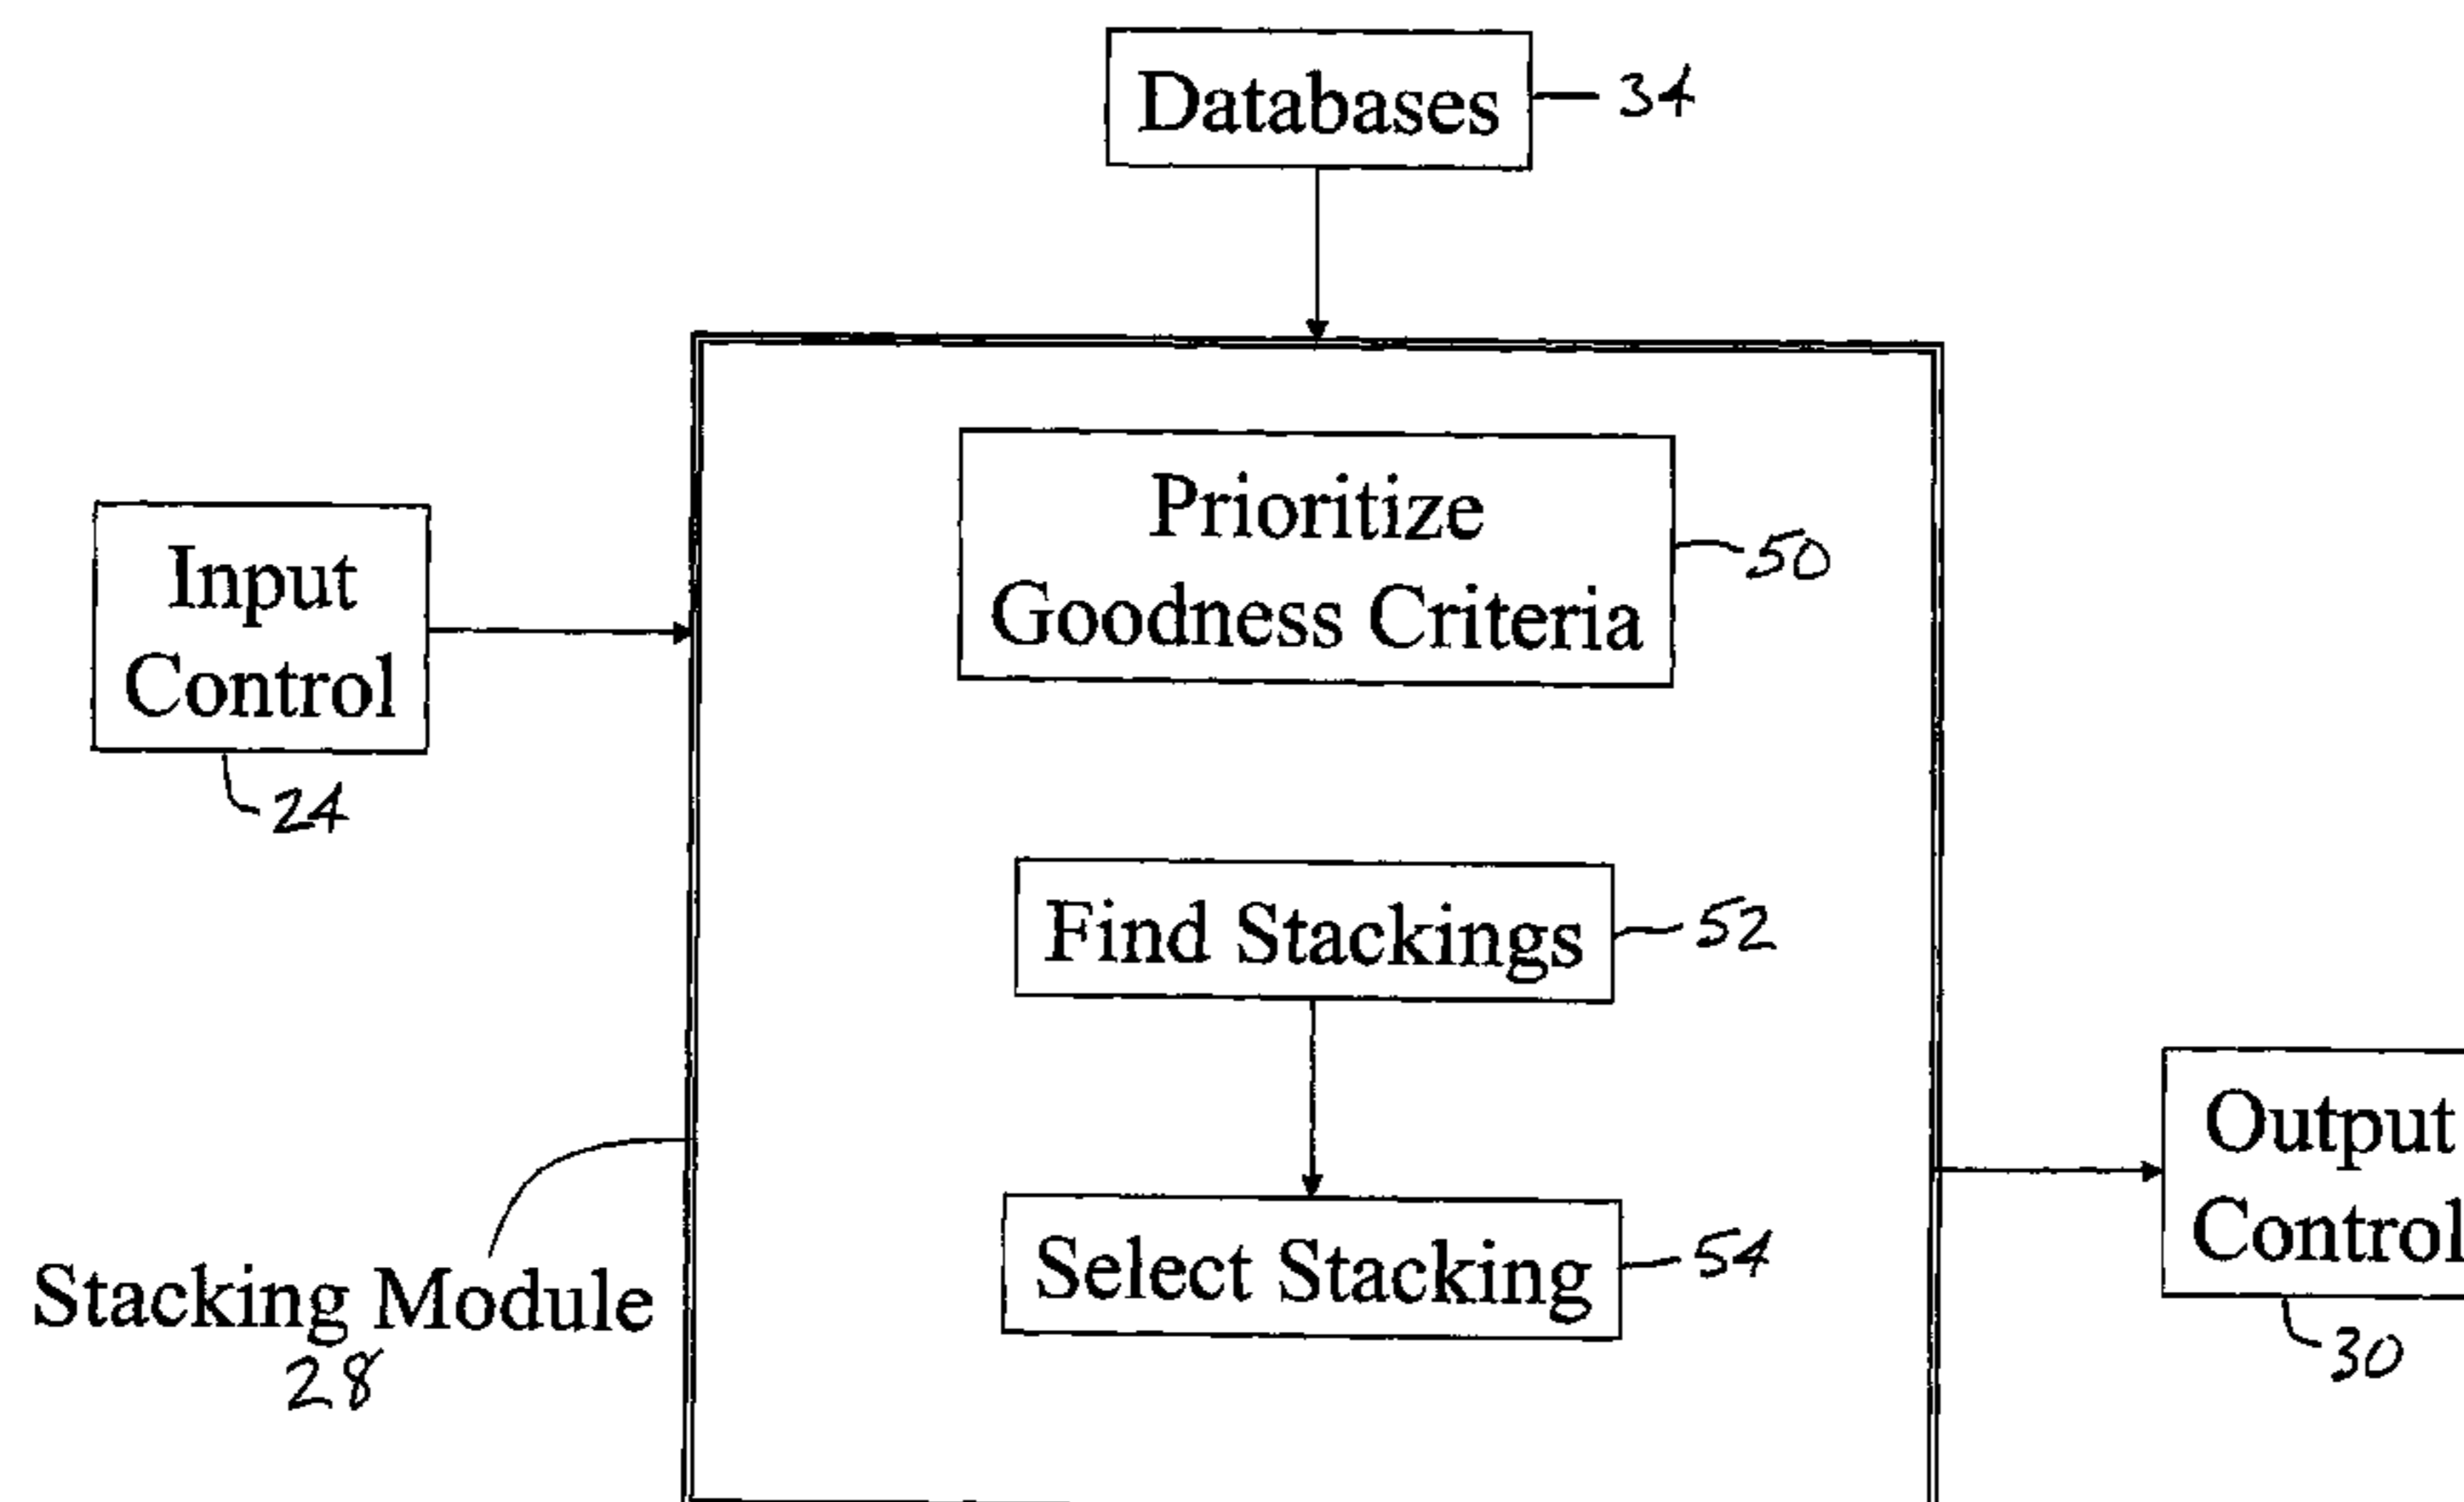 Databases
34
Prioritize
Goodness Criteria
50
Input
Control
24
Find Stackings
52
Select Stacking
54
Stacking Module
28
Output
Control
30